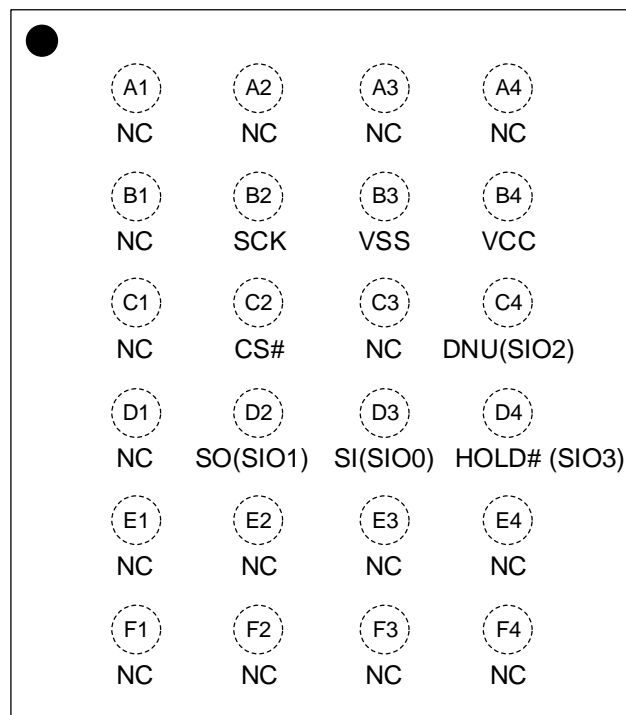 A1 A2 A3 A4
NC NC NC NC
B1 B2 B3 B4
NC SCK VSS VCC
C1 C2 C3 C4
NC CS# NC DNU(SIO2)
D1 D2 D3 D4
NC SO(SIO1) SI(SIO0) HOLD# (SIO3)
E1 E2 E3 E4
NC NC NC NC
F1 F2 F3 F4
NC NC NC NC